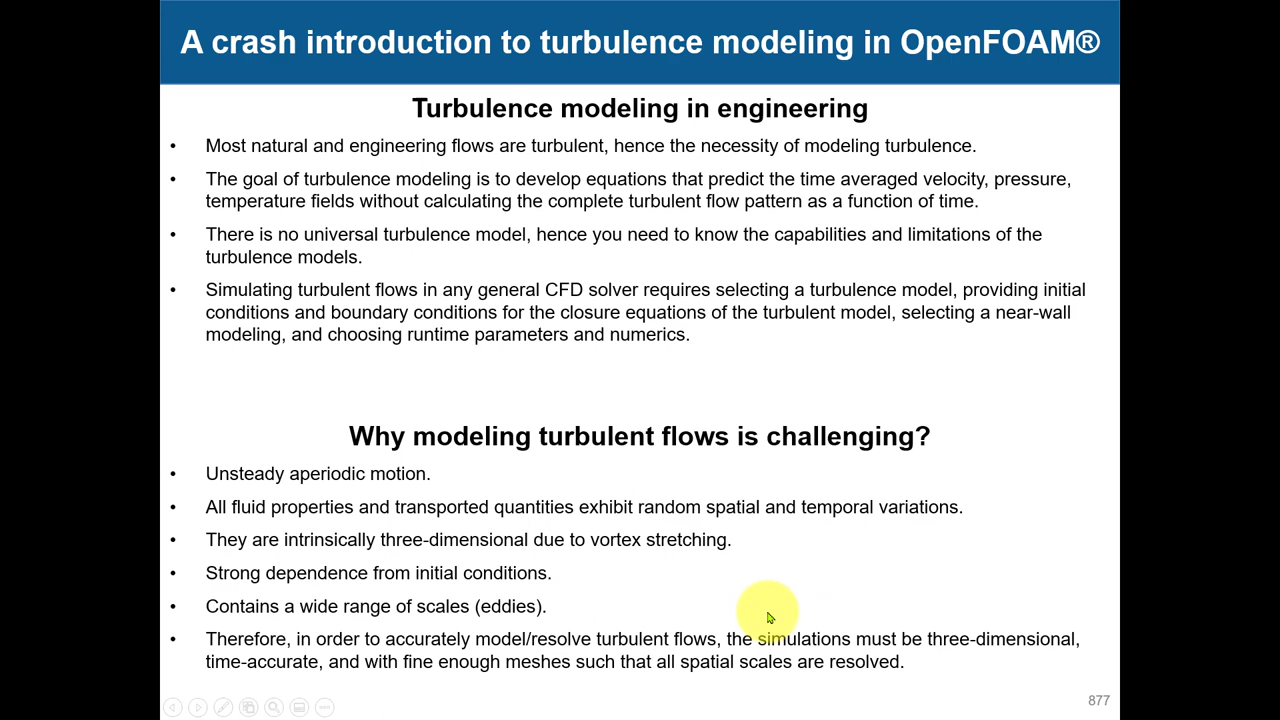 A crash introduction to turbulence modeling in OpenFOAM®
Turbulence modeling in engineering
• Most natural and engineering flows are turbulent, hence the necessity of modeling turbulence.
• The goal of turbulence modeling is to develop equations that predict the time averaged velocity, pressure,
temperature fields without calculating the complete turbulent flow pattern as a function of time.
• There is no universal turbulence model, hence you need to know the capabilities and limitations of the
turbulence models.
• Simulating turbulent flows in any general CFD solver requires selecting a turbulence model, providing initial
conditions and boundary conditions for the closure equations of the turbulent model, selecting a near-wall
modeling, and choosing runtime parameters and numerics.
Why modeling turbulent flows is challenging?
• Unsteady aperiodic motion.
• All fluid properties and transported quantities exhibit random spatial and temporal variations.
• They are intrinsically three-dimensional due to vortex stretching.
• Strong dependence from initial conditions.
• Contains a wide range of scales (eddies).
• Therefore, in order to accurately model/resolve turbulent flows, the simulations must be three-dimensional,
time-accurate, and with fine enough meshes such that all spatial scales are resolved.
877